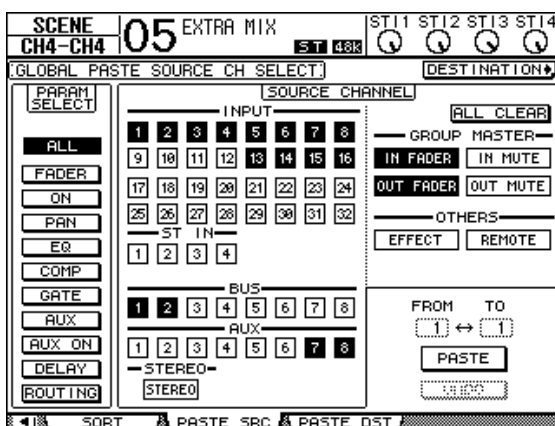 SCENE
CH4-CH4
05 EXTRA MIX
ST 48k
ST11 ST12 ST13 ST14
GLOBAL PASTE SOURCE CH SELECT
DESTINATION
PARAM SELECT
ALL
FADER
ON
PAN
EQ
COMP
GATE
AUX
AUX ON
DELAY
ROUTING
SOURCE CHANNEL
INPUT
1 2 3 4 5 6 7 8
9 10 11 12 13 14 15 16
17 18 19 20 21 22 23 24
25 26 27 28 29 30 31 32
ST IN
1 2 3 4
BUS
1 2 3 4 5 6 7 8
AUX
1 2 3 4 5 6 7 8
STEREO
STEREO
ALL CLEAR
GROUP MASTER
IN FADER IN MUTE
OUT FADER OUT MUTE
OTHERS
EFFECT REMOTE
FROM TO
1 ↔ 1
PASTE
UNDO
SORT PASTE SRC PASTE DST